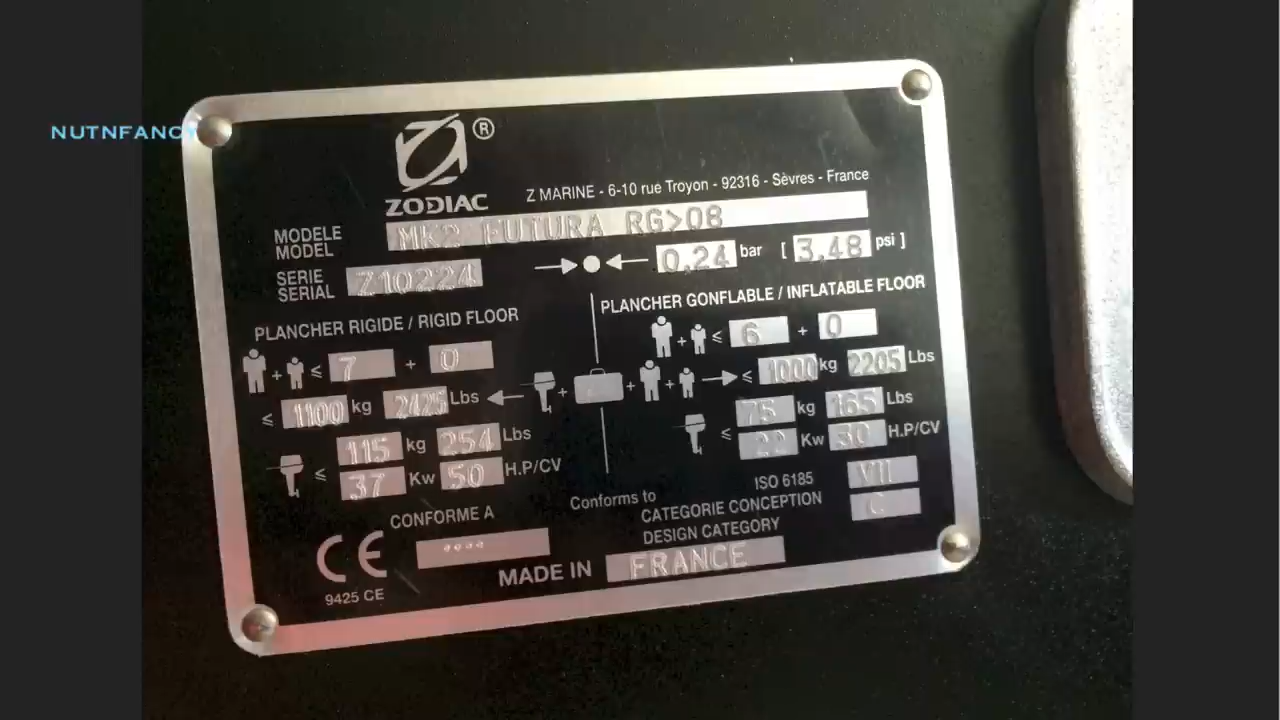 NUTNFANCY
®
ZODIAC
Z MARINE - 6-10 rue Troyon - 92316 - Sèvres - France
MODELE
MODEL
MK2 FUTURA RG>08
SERIE
SERIAL
Z10224
0,24 bar [ 3,48 psi ]
PLANCHER RIGIDE / RIGID FLOOR
+ ≤ 7 + 0
≤ 1100 kg 2425 Lbs
≤ 115 kg 254 Lbs
37 Kw 50 H.P/CV
PLANCHER GONFLABLE / INFLATABLE FLOOR
+ ≤ 6 + 0
+ + + ≤ 1000 kg 2205 Lbs
≤ 75 kg 165 Lbs
22 Kw 30 H.P/CV
CONFORME A
Conforms to
ISO 6185 VII
CATEGORIE CONCEPTION
DESIGN CATEGORY
C
CE
9425 CE
****
MADE IN FRANCE